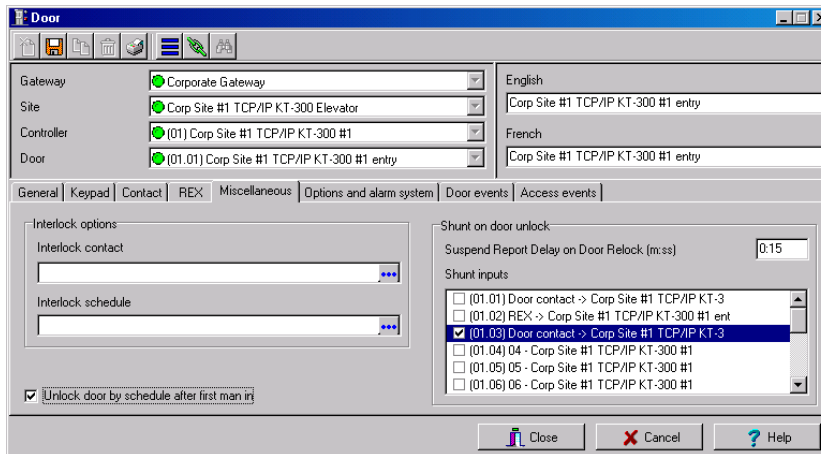 Door
Gateway
Corporate Gateway
Site
Corp Site #1 TCP/IP KT-300 Elevator
Controller
(01) Corp Site #1 TCP/IP KT-300 #1
Door
(01.01) Corp Site #1 TCP/IP KT-300 #1 entry
English
Corp Site #1 TCP/IP KT-300 #1 entry
French
Corp Site #1 TCP/IP KT-300 #1 entry
General Keypad Contact REX Miscellaneous Options and alarm system Door events Access events
Interlock options
Interlock contact
Interlock schedule
Unlock door by schedule after first man in
Shunt on door unlock
Suspend Report Delay on Door Relock (m:ss) 0:15
Shunt inputs
(01.01) Door contact -> Corp Site #1 TCP/IP KT-3
(01.02) REX -> Corp Site #1 TCP/IP KT-300 #1 ent
(01.03) Door contact -> Corp Site #1 TCP/IP KT-3
(01.04) 04 - Corp Site #1 TCP/IP KT-300 #1
(01.05) 05 - Corp Site #1 TCP/IP KT-300 #1
(01.06) 06 - Corp Site #1 TCP/IP KT-300 #1
Close Cancel Help